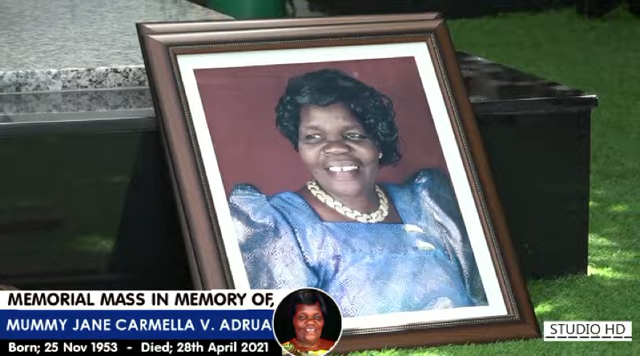 MEMORIAL MASS IN MEMORY OF,
MUMMY JANE CARMELLA V. ADRUA
Born; 25 Nov 1953 - Died; 28th April 2021
STUDIO HD